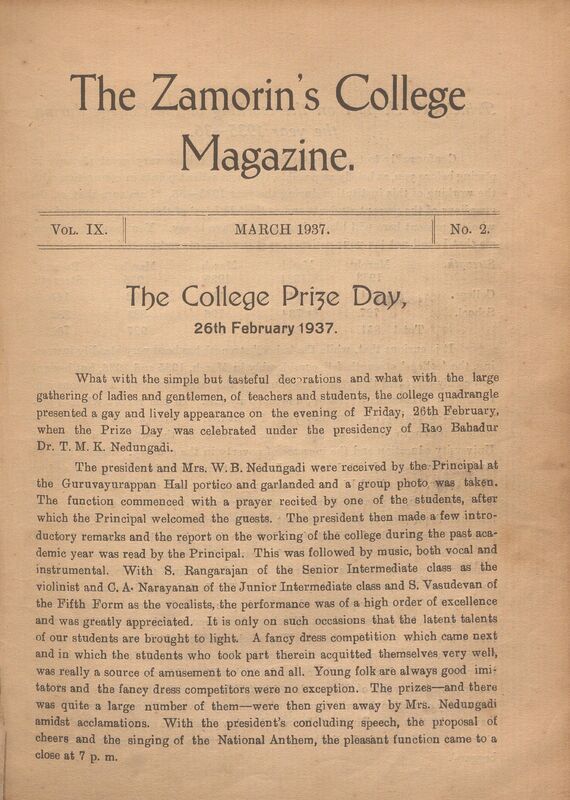 The Zamorin's College
Magazine.
VOL. IX.
MARCH 1937.
No. 2.
The College Prize Day,
26th February 1937.
What with the simple but tasteful decorations and what with the large
gathering of ladies and gentlemen, of teachers and students, the college quadrangle
presented a gay and lively appearance on the evening of Friday, 26th February,
when the Prize Day was celebrated under the presidency of Rao Bahadur
Dr. T. M. K. Nedungadi.
The president and Mrs. W. B. Nedungadi were received by the Principal at
the Guruvayurappan Hall portico and garlanded and a group photo was taken.
The function commenced with a prayer recited by one of the students, after
which the Principal welcomed the guests. The president then made a few intro-
ductory remarks and the report on the working of the college during the past aca-
demic year was read by the Principal. This was followed by music, both vocal and
instrumental. With S. Rangarajan of the Senior Intermediate class as the
violinist and C. A. Narayanan of the Junior Intermediate class and S. Vasudevan of
the Fifth Form as the vocalists, the performance was of a high order of excellence
and was greatly appreciated. It is only on such occasions that the latent talents
of our students are brought to light. A fancy dress competition which came next
and in which the students who took part therein acquitted themselves very well,
was really a source of amusement to one and all. Young folk are always good imi-
tators and the fancy dress competitors were no exception. The prizes—and there
was quite a large number of them—were then given away by Mrs. Nedungadi
amidst acclamations. With the president's concluding speech, the proposal of
cheers and the singing of the National Anthem, the pleasant function came to a
close at 7 p. m.